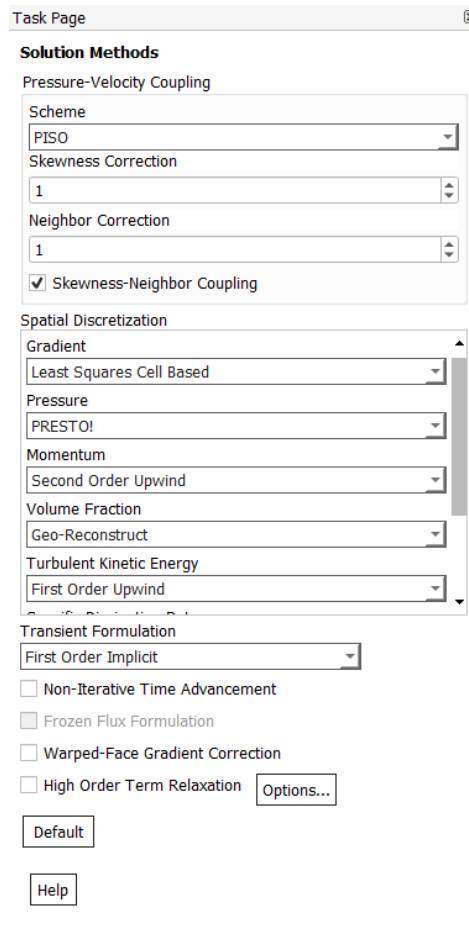 Task Page
Solution Methods
Pressure-Velocity Coupling
Scheme
PISO
Skewness Correction
1
Neighbor Correction
1
Skewness-Neighbor Coupling
Spatial Discretization
Gradient
Least Squares Cell Based
Pressure
PRESTO!
Momentum
Second Order Upwind
Volume Fraction
Geo-Reconstruct
Turbulent Kinetic Energy
First Order Upwind
Transient Formulation
First Order Implicit
Non-Iterative Time Advancement
Frozen Flux Formulation
Warped-Face Gradient Correction
High Order Term Relaxation Options...
Default
Help